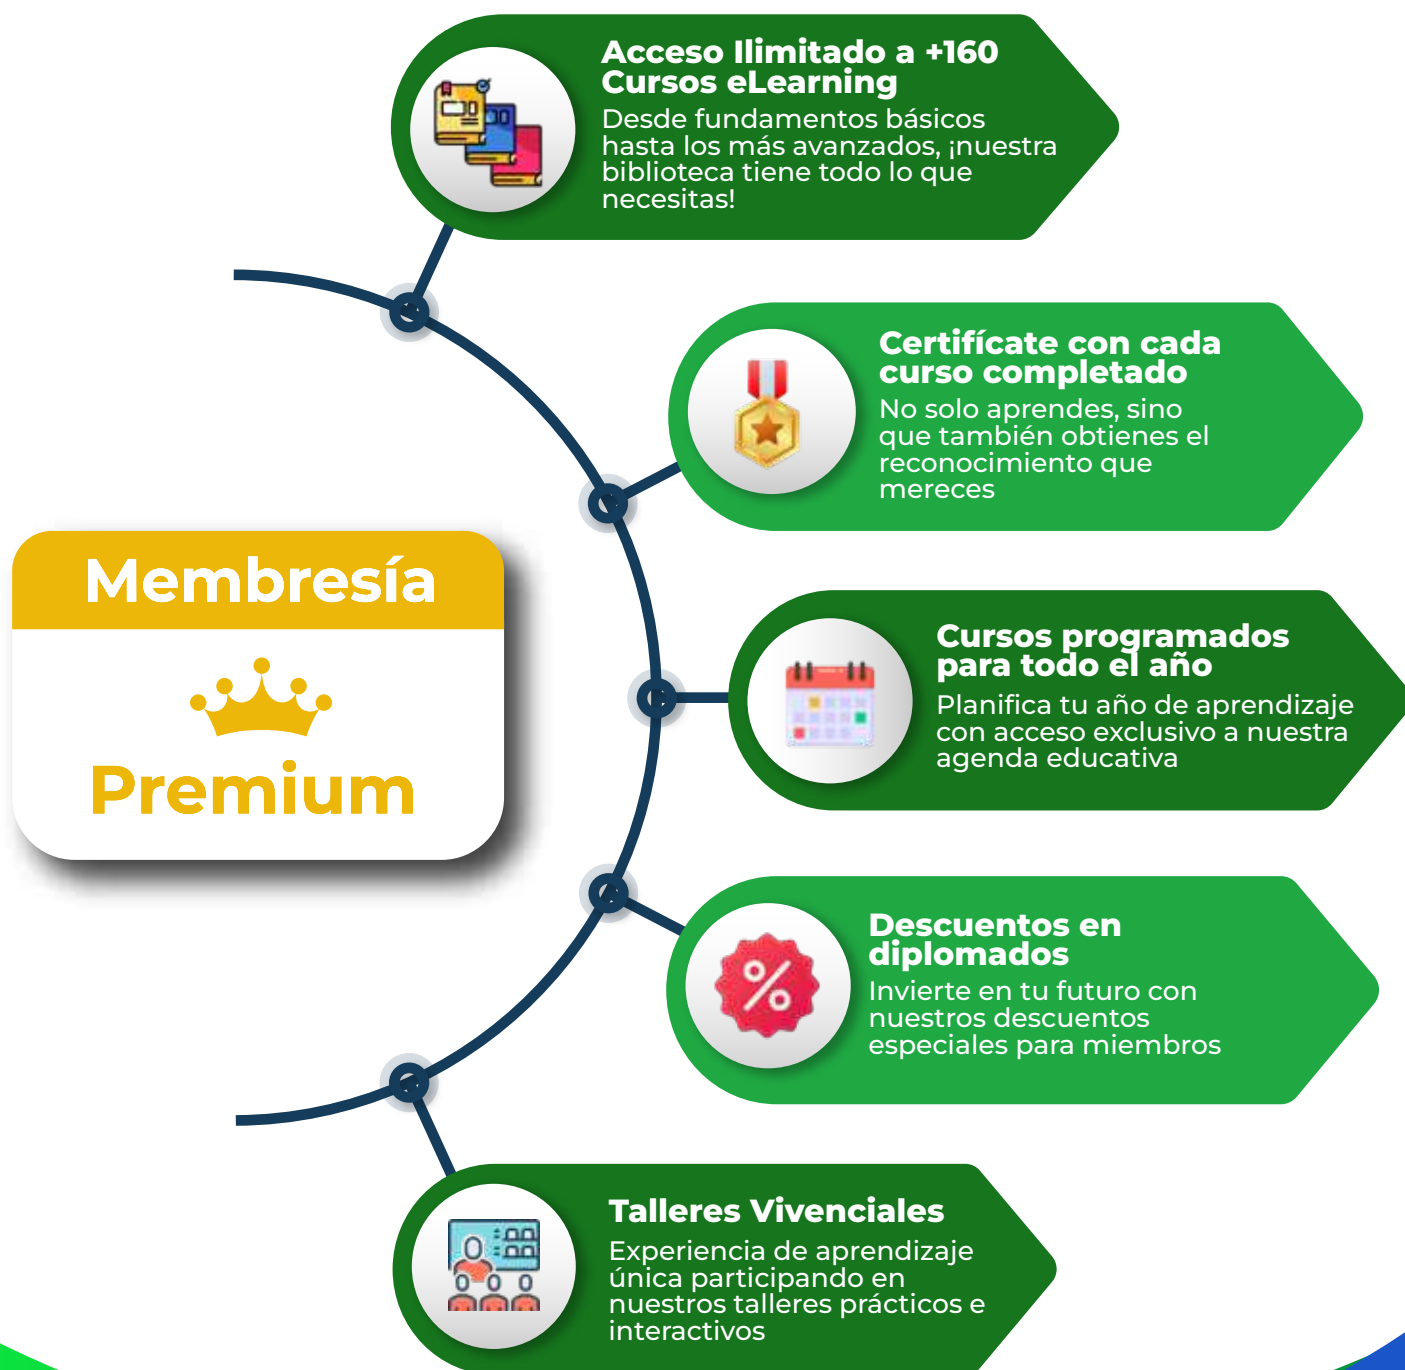 Acceso Ilimitado a +160
Cursos eLearning
Desde fundamentos básicos
hasta los más avanzados, ¡nuestra
biblioteca tiene todo lo que
necesitas!
Certifícate con cada
curso completado
No solo aprendes, sino
que también obtienes el
reconocimiento que
mereces
Membresía
Premium
Cursos programados
para todo el año
Planifica tu año de aprendizaje
con acceso exclusivo a nuestra
agenda educativa
Descuentos en
diplomados
Invierte en tu futuro con
nuestros descuentos
especiales para miembros
Talleres Vivenciales
Experiencia de aprendizaje
única participando en
nuestros talleres prácticos e
interactivos